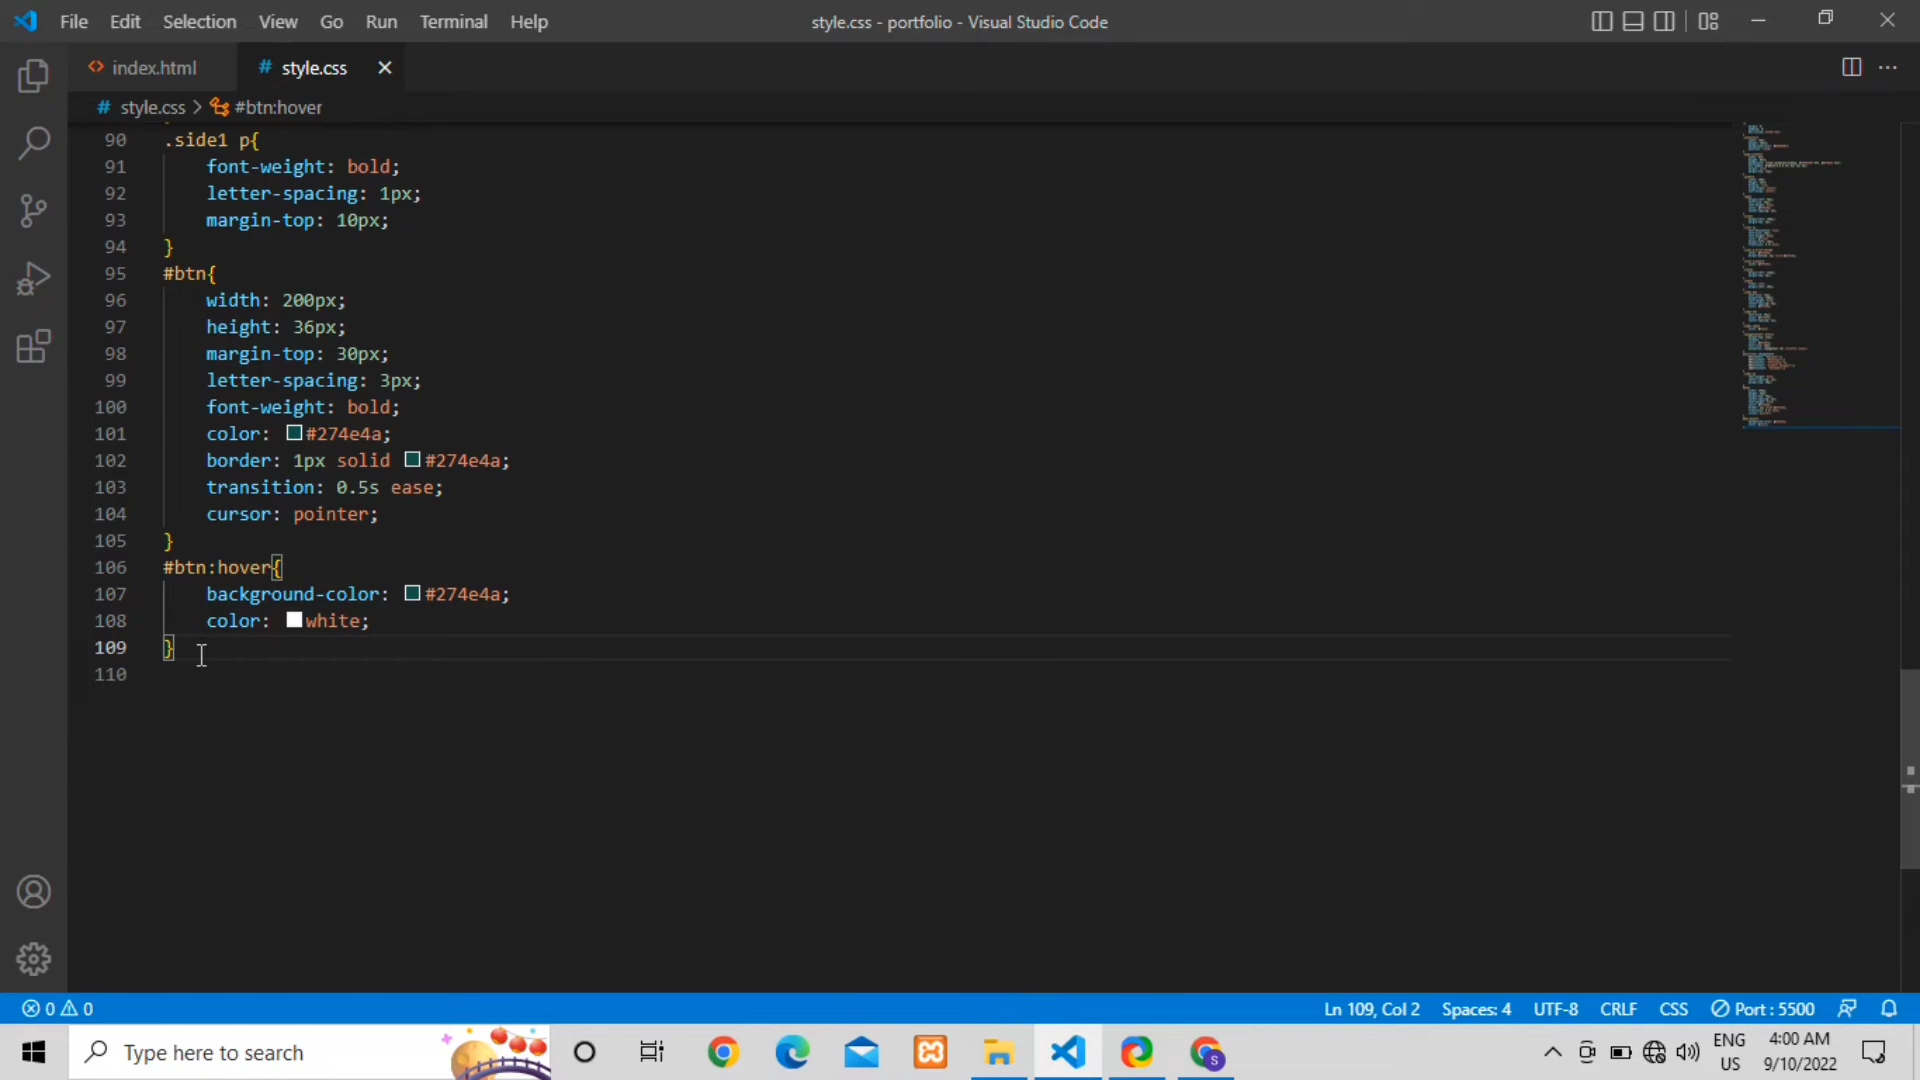 File Edit Selection View Go Run Terminal Help
style.css - portfolio - Visual Studio Code
index.html
# style.css
# style.css > #btn:hover
90 .side1 p{
91 font-weight: bold;
92 letter-spacing: 1px;
93 margin-top: 10px;
94 }
95 #btn{
96 width: 200px;
97 height: 36px;
98 margin-top: 30px;
99 letter-spacing: 3px;
100 font-weight: bold;
101 color: #274e4a;
102 border: 1px solid #274e4a;
103 transition: 0.5s ease;
104 cursor: pointer;
105 }
106 #btn:hover{
107 background-color: #274e4a;
108 color: white;
109 }
110
0 0
Ln 109, Col 2 Spaces: 4 UTF-8 CRLF CSS Port : 5500
Type here to search
S
ENG
US
4:00 AM
9/10/2022